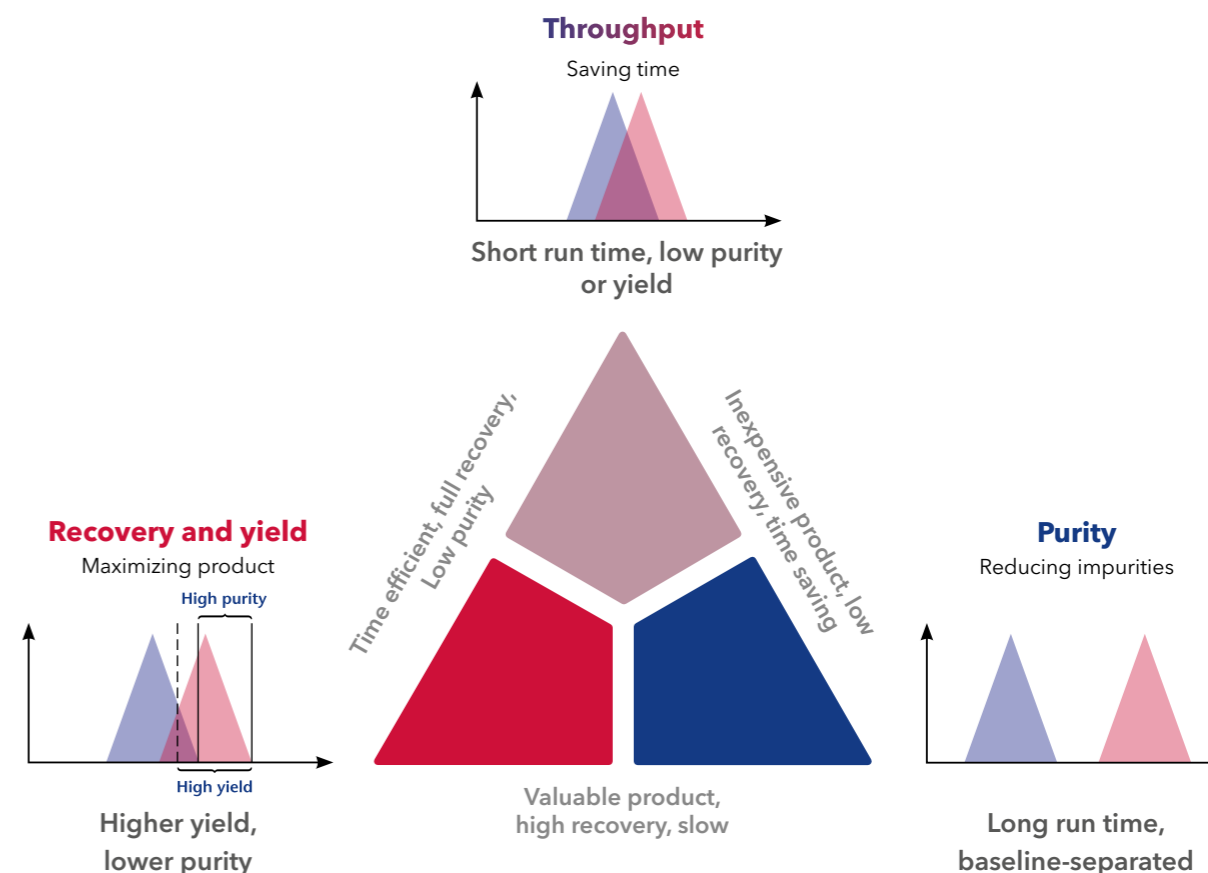 Throughput
Saving time
Short run time, low purity
or yield
Time efficient, full recovery,
Low purity
Inexpensive product, low
recovery, time saving
Recovery and yield
Maximizing product
High purity
High yield
Higher yield,
lower purity
Purity
Reducing impurities
Long run time,
baseline-separated
Valuable product,
high recovery, slow